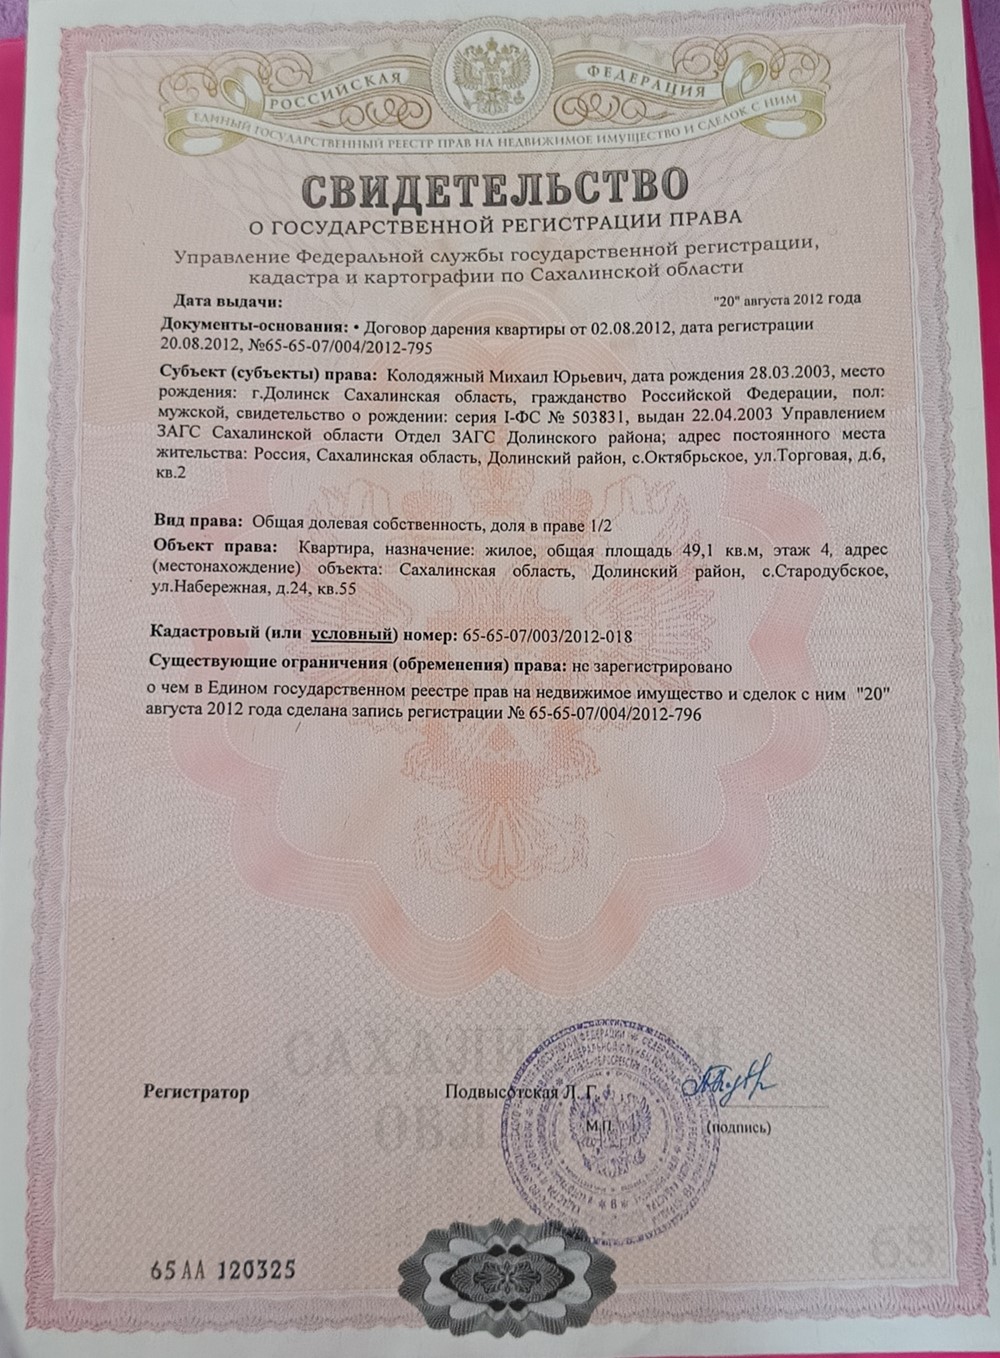 РОССИЙСКАЯ ФЕДЕРАЦИЯ
ЕДИНЫЙ ГОСУДАРСТВЕННЫЙ РЕЕСТР ПРАВ НА НЕДВИЖИМОЕ ИМУЩЕСТВО И СДЕЛОК С НИМ
СВИДЕТЕЛЬСТВО
О ГОСУДАРСТВЕННОЙ РЕГИСТРАЦИИ ПРАВА
Управление Федеральной службы государственной регистрации,
кадастра и картографии по Сахалинской области
Дата выдачи: "20" августа 2012 года
Документы-основания: • Договор дарения квартиры от 02.08.2012, дата регистрации
20.08.2012, №65-65-07/004/2012-795
Субъект (субъекты) права: Колодяжный Михаил Юрьевич, дата рождения 28.03.2003, место
рождения: г.Долинск Сахалинская область, гражданство Российской Федерации, пол:
мужской, свидетельство о рождении: серия I-ФС № 503831, выдан 22.04.2003 Управлением
ЗАГС Сахалинской области Отдел ЗАГС Долинского района; адрес постоянного места
жительства: Россия, Сахалинская область, Долинский район, с.Октябрьское, ул.Торговая, д.6,
кв.2
Вид права: Общая долевая собственность, доля в праве 1/2
Объект права: Квартира, назначение: жилое, общая площадь 49,1 кв.м, этаж 4, адрес
(местонахождение) объекта: Сахалинская область, Долинский район, с.Стародубское,
ул.Набережная, д.24, кв.55
Кадастровый (или условный) номер: 65-65-07/003/2012-018
Существующие ограничения (обременения) права: не зарегистрировано
о чем в Едином государственном реестре прав на недвижимое имущество и сделок с ним "20"
августа 2012 года сделана запись регистрации № 65-65-07/004/2012-796
Регистратор Подвысотская Л. Г.
М.П. (подпись)
65 АА 120325